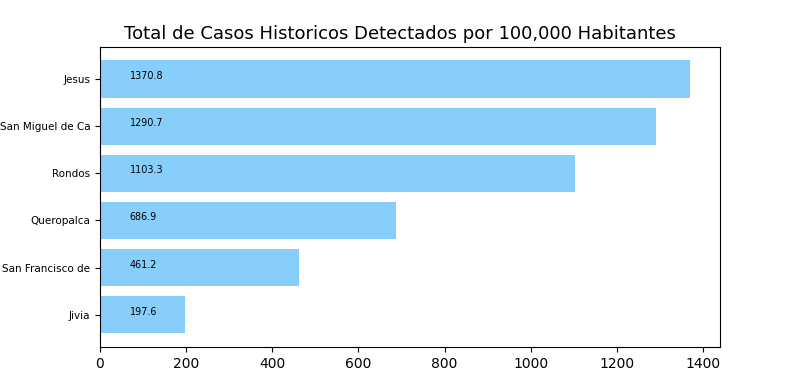 Total de Casos Historicos Detectados por 100,000 Habitantes
Jesus 1370.8
San Miguel de Ca 1290.7
Rondos 1103.3
Queropalca 686.9
San Francisco de 461.2
Jivia 197.6
0 200 400 600 800 1000 1200 1400